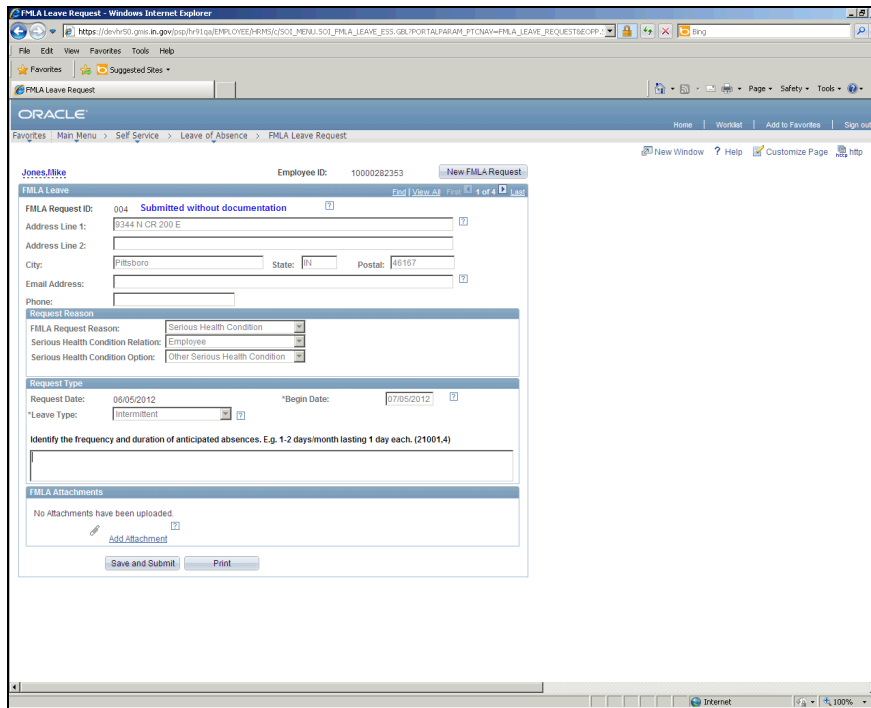 FMLA Leave Request - Windows Internet Explorer
https://devhr50.gmis.in.gov/psp/hr91qa/EMPLOYEE/HRMS/c/SOI_MENU.SOI_FMLA_LEAVE_ESS.GBL?PORTALPARAM_PTCNAV=FMLA_LEAVE_REQUEST&EOPP.
Bing
File Edit View Favorites Tools Help
Favorites Suggested Sites
FMLA Leave Request
Page Safety Tools
ORACLE
Home | Worklist | Add to Favorites | Sign out
Favorites Main Menu > Self Service > Leave of Absence > FMLA Leave Request
New Window ? Help Customize Page http
Jones,Mike Employee ID: 10000282353 New FMLA Request
FMLA Leave Find | View All First 1 of 4 Last
FMLA Request ID: 004 Submitted without documentation ?
Address Line 1: 9344 N CR 200 E ?
Address Line 2:
City: Pittsboro State: IN Postal: 46167
Email Address: ?
Phone:
Request Reason
FMLA Request Reason: Serious Health Condition
Serious Health Condition Relation: Employee
Serious Health Condition Option: Other Serious Health Condition
Request Type
Request Date: 06/05/2012 *Begin Date: 07/05/2012 ?
*Leave Type: Intermittent ?
Identify the frequency and duration of anticipated absences. E.g. 1-2 days/month lasting 1 day each. (21001,4)
FMLA Attachments
No Attachments have been uploaded.
?
Add Attachment
Save and Submit Print
Internet 100%